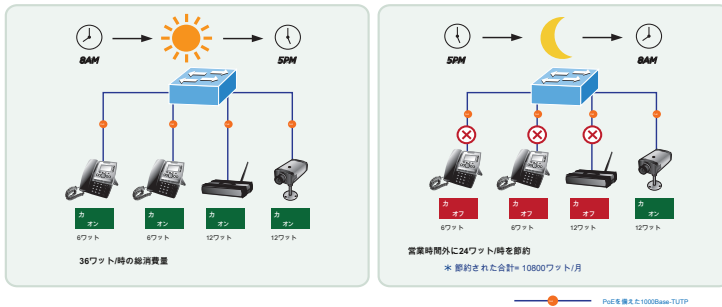 8AM
5PM
カ
オン
カ
オン
カ
オン
カ
オン
6ワット
6ワット
12ワット
12ワット
36ワット/時の総消費量
5PM
8AM
カ
オフ
カ
オフ
カ
オフ
カ
オン
6ワット
6ワット
12ワット
12ワット
営業時間外に24ワット/時を節約
* 節約された合計= 10800ワット/月
PoEを備えた1000Base-TUTP